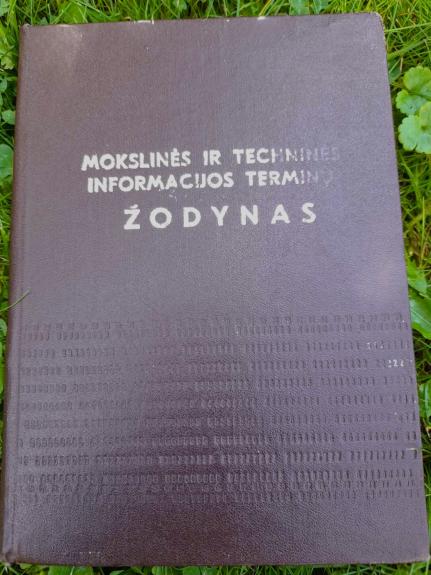 MOKSLINĖS IR TECHNINĖS
INFORMACIJOS TERMINŲ
ŽODYNAS